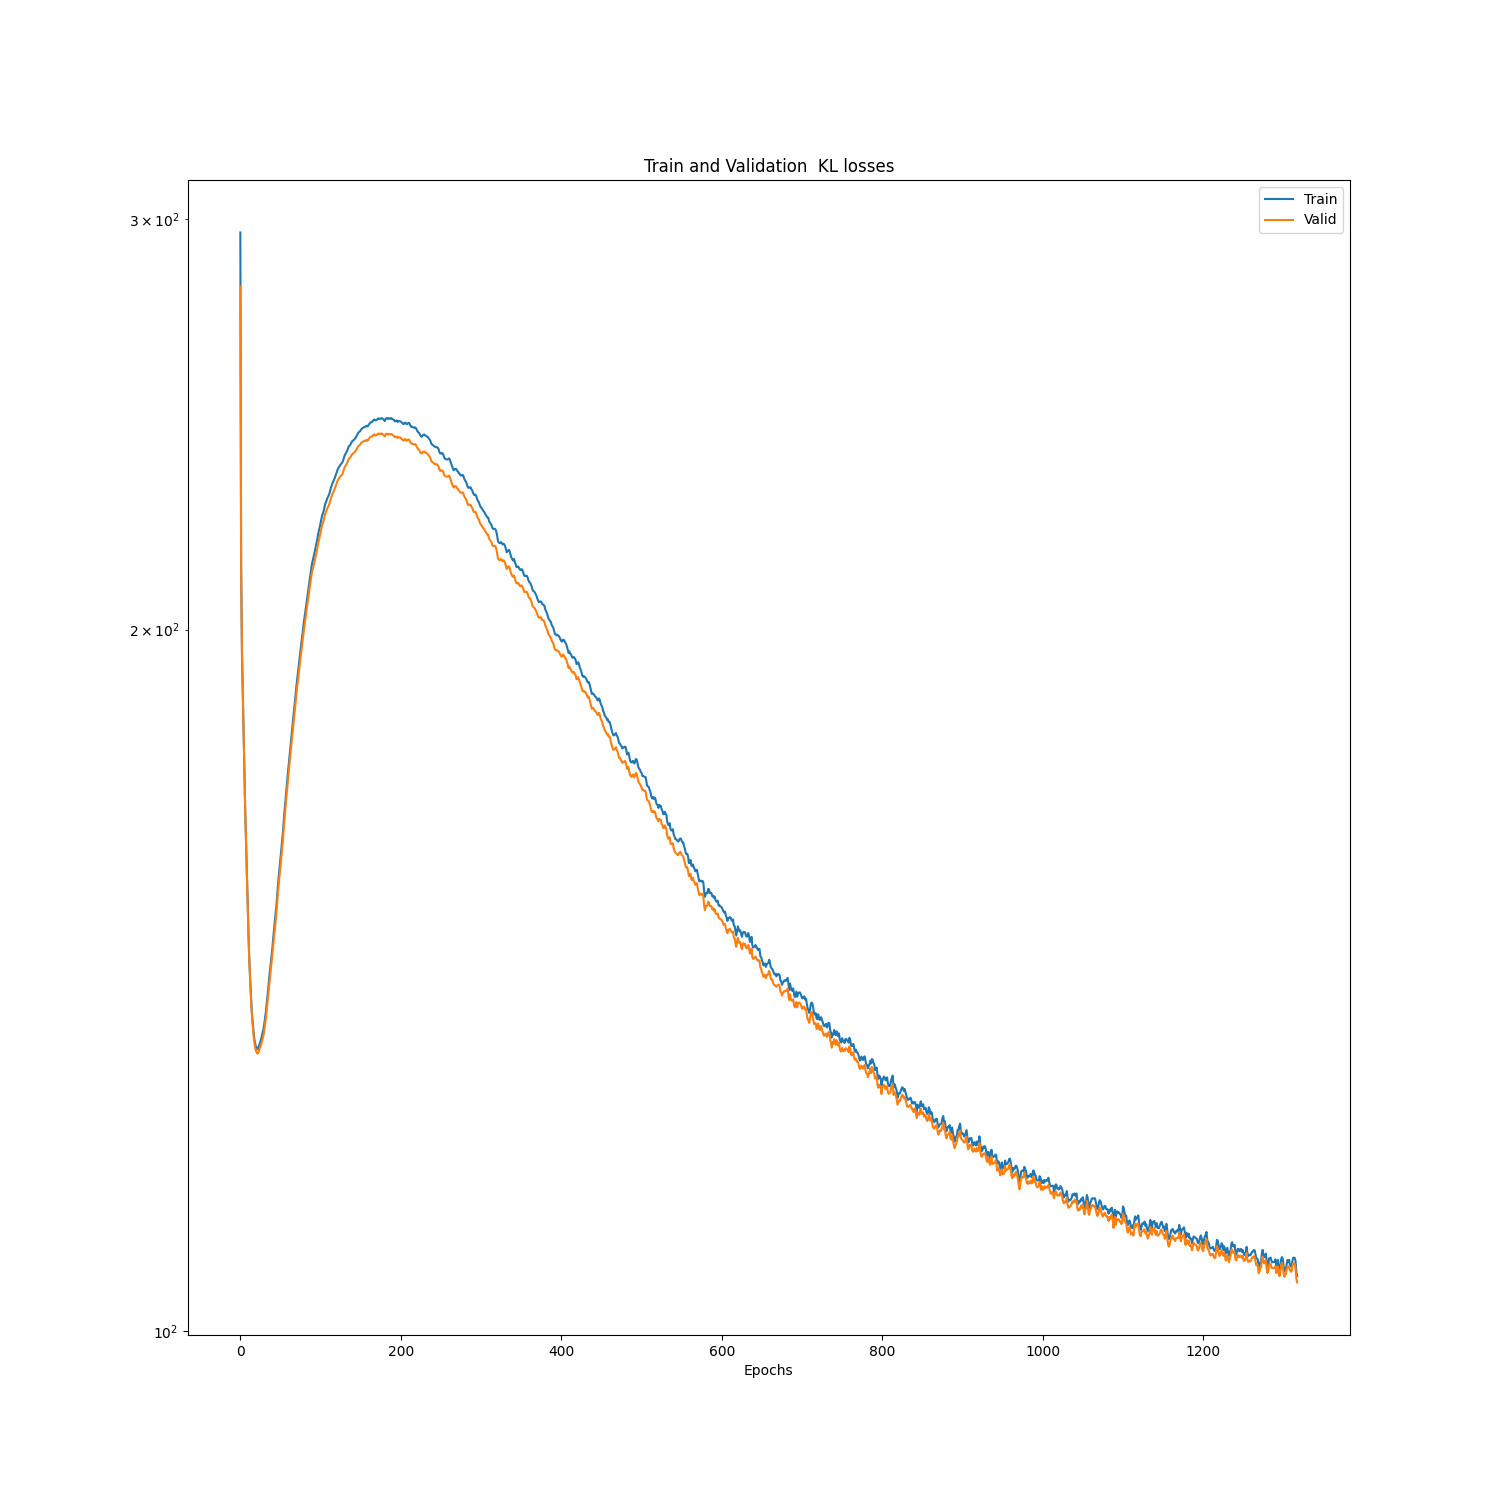 Train and Validation  KL losses
Train
Valid
3 × 10²
2 × 10²
10²
0 200 400 600 800 1000 1200
Epochs